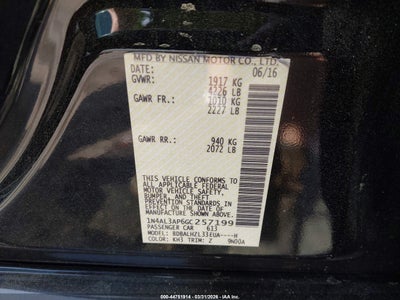 MFD BY NISSAN MOTOR CO., LTD.
DATE: 06/16
GVWR: 1917 KG
4226 LB
GAWR FR.: 1010 KG
2227 LB
GAWR RR.: 940 KG
2072 LB
THIS VEHICLE CONFORMS TO ALL
APPLICABLE FEDERAL
MOTOR VEHICLE SAFETY,
BUMPER, AND THEFT
PREVENTION STANDARDS IN
EFFECT ON THE DATE OF
MANUFACTURE SHOWN ABOVE.
1N4AL3AP6GC257199
PASSENGER CAR 613
MODEL: BDBALHZL33EUA----H
COLOR: KH3 TRIM: Z 9N00A
000-44751914 - 03/31/2026 - IAA Inc.